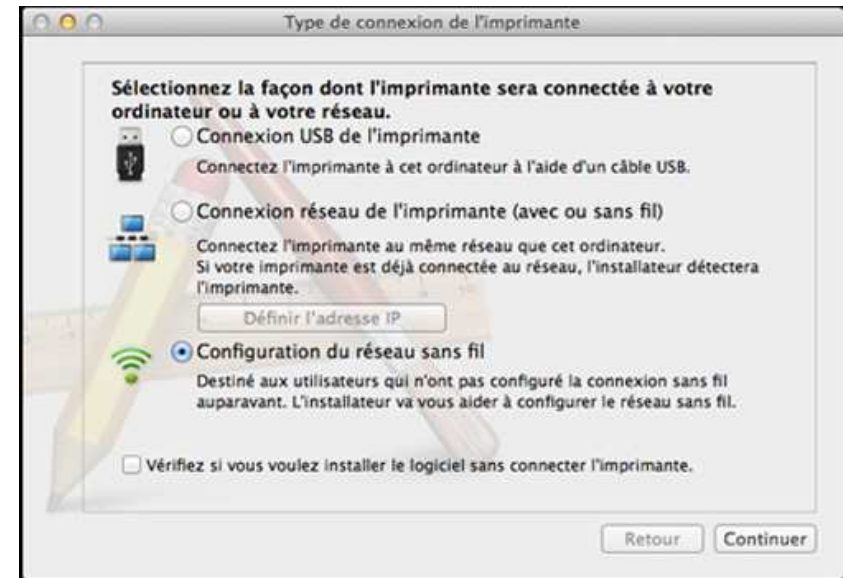 Type de connexion de l'imprimante
Sélectionnez la façon dont l'imprimante sera connectée à votre
ordinateur ou à votre réseau.
Connexion USB de l'imprimante
Connectez l'imprimante à cet ordinateur à l'aide d'un câble USB.
Connexion réseau de l'imprimante (avec ou sans fil)
Connectez l'imprimante au même réseau que cet ordinateur.
Si votre imprimante est déjà connectée au réseau, l'installateur détectera
l'imprimante.
Définir l'adresse IP
Configuration du réseau sans fil
Destiné aux utilisateurs qui n'ont pas configuré la connexion sans fil
auparavant. L'installateur va vous aider à configurer le réseau sans fil.
Vérifiez si vous voulez installer le logiciel sans connecter l'imprimante.
Retour
Continuer